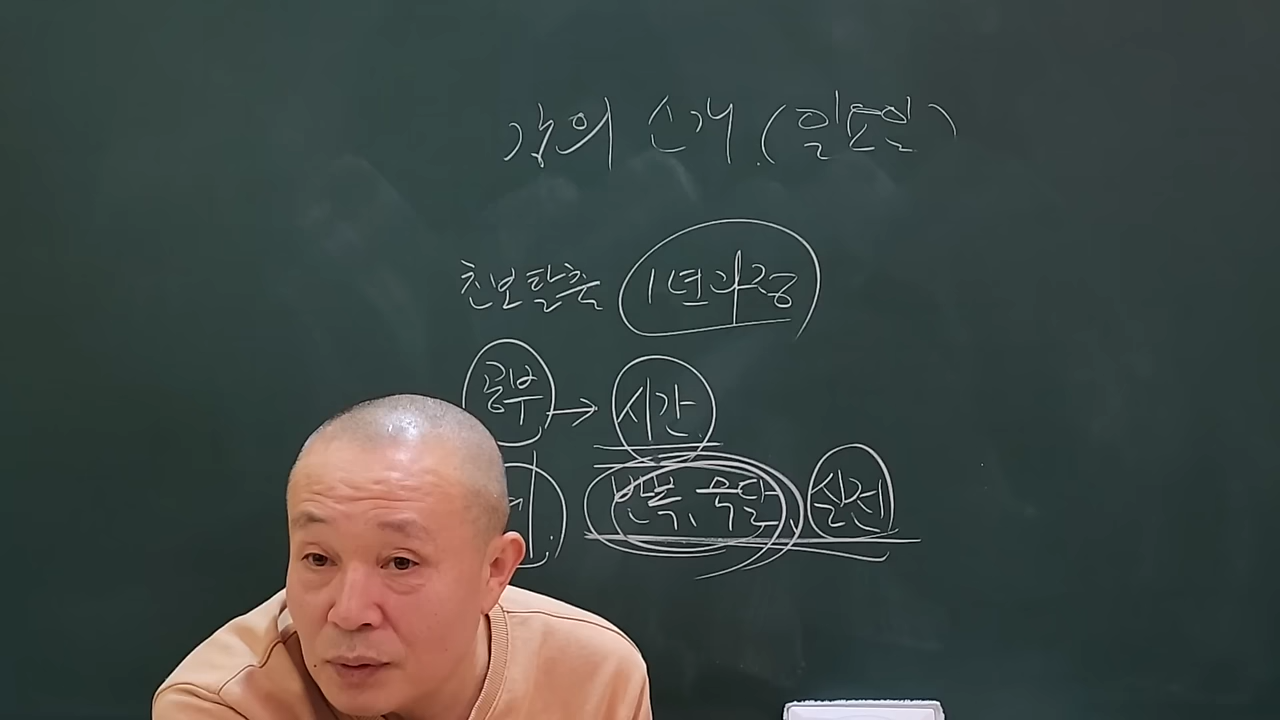 강의 소개 (일요일)
초보탈출 1년과정
공부 → 시간
반복, 숙달, 실전